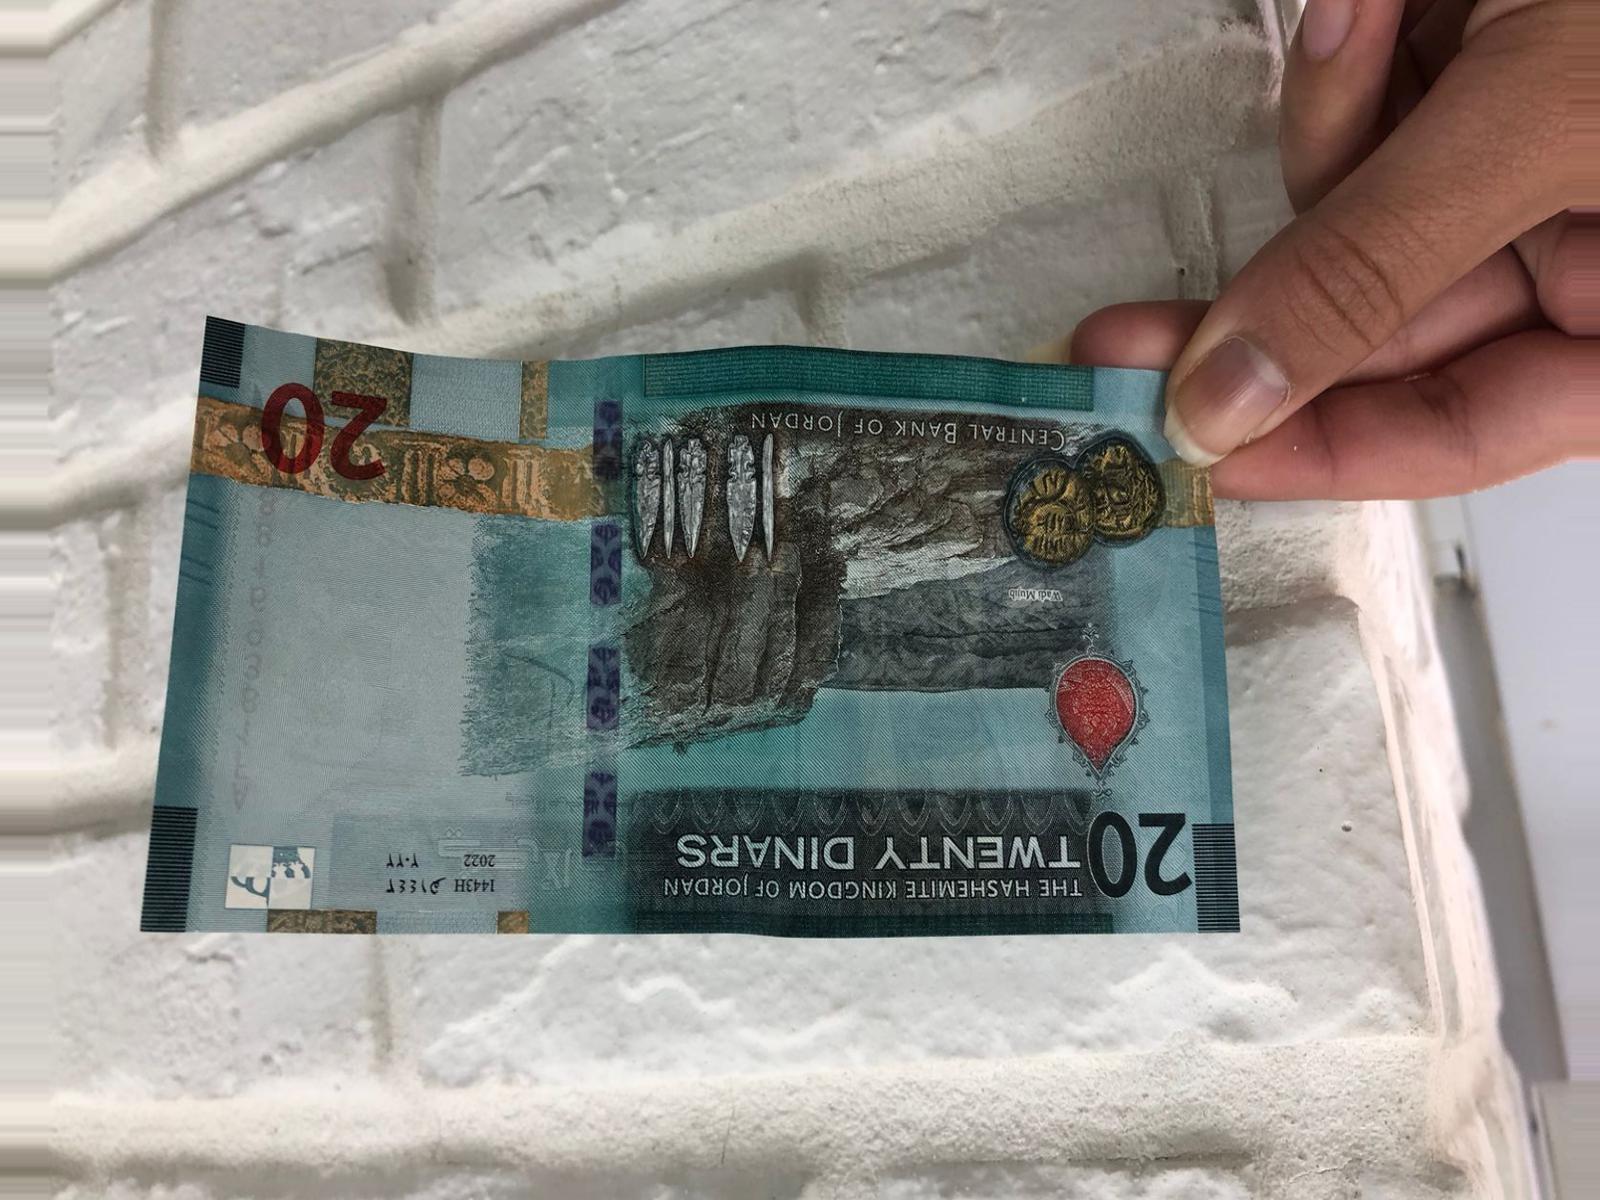 20
THE HASHEMITE KINGDOM OF JORDAN
TWENTY DINARS
1443H ١٤٤٣هـ
2022 ٢٠٢٢
Wadi Mujib
CENTRAL BANK OF JORDAN
20